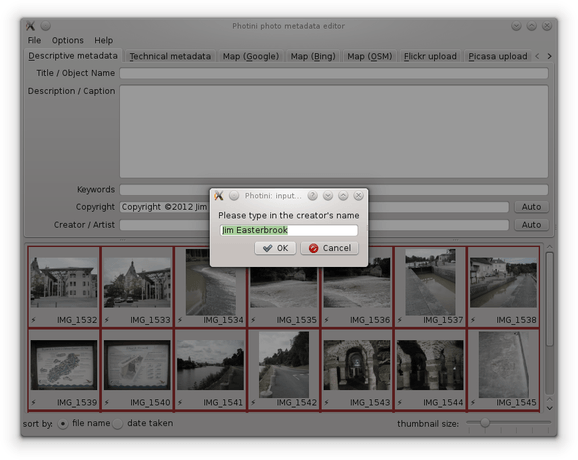 Photini photo metadata editor
File Options Help
Descriptive metadata Technical metadata Map (Google) Map (Bing) Map (OSM) Flickr upload Picasa upload
Title / Object Name
Description / Caption
Photini: input...
Keywords
Please type in the creator's name
Copyright Copyright ©2012 Jim Auto
Jim Easterbrook
Creator / Artist Auto
OK Cancel
IMG_1532 IMG_1533 IMG_1534 IMG_1535 IMG_1536 IMG_1537 IMG_1538
IMG_1539 IMG_1540 IMG_1541 IMG_1542 IMG_1543 IMG_1544 IMG_1545
sort by: file name date taken thumbnail size: